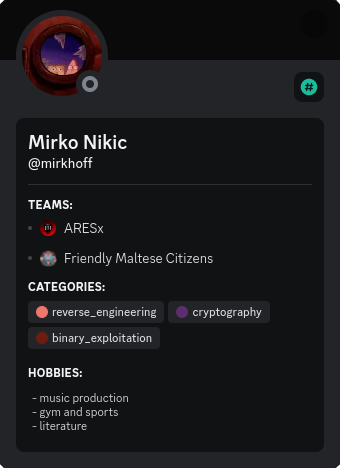 #
Mirko Nikic
@mirkhoff
TEAMS:
ARESx
Friendly Maltese Citizens
CATEGORIES:
reverse_engineering cryptography
binary_exploitation
HOBBIES:
- music production
- gym and sports
- literature